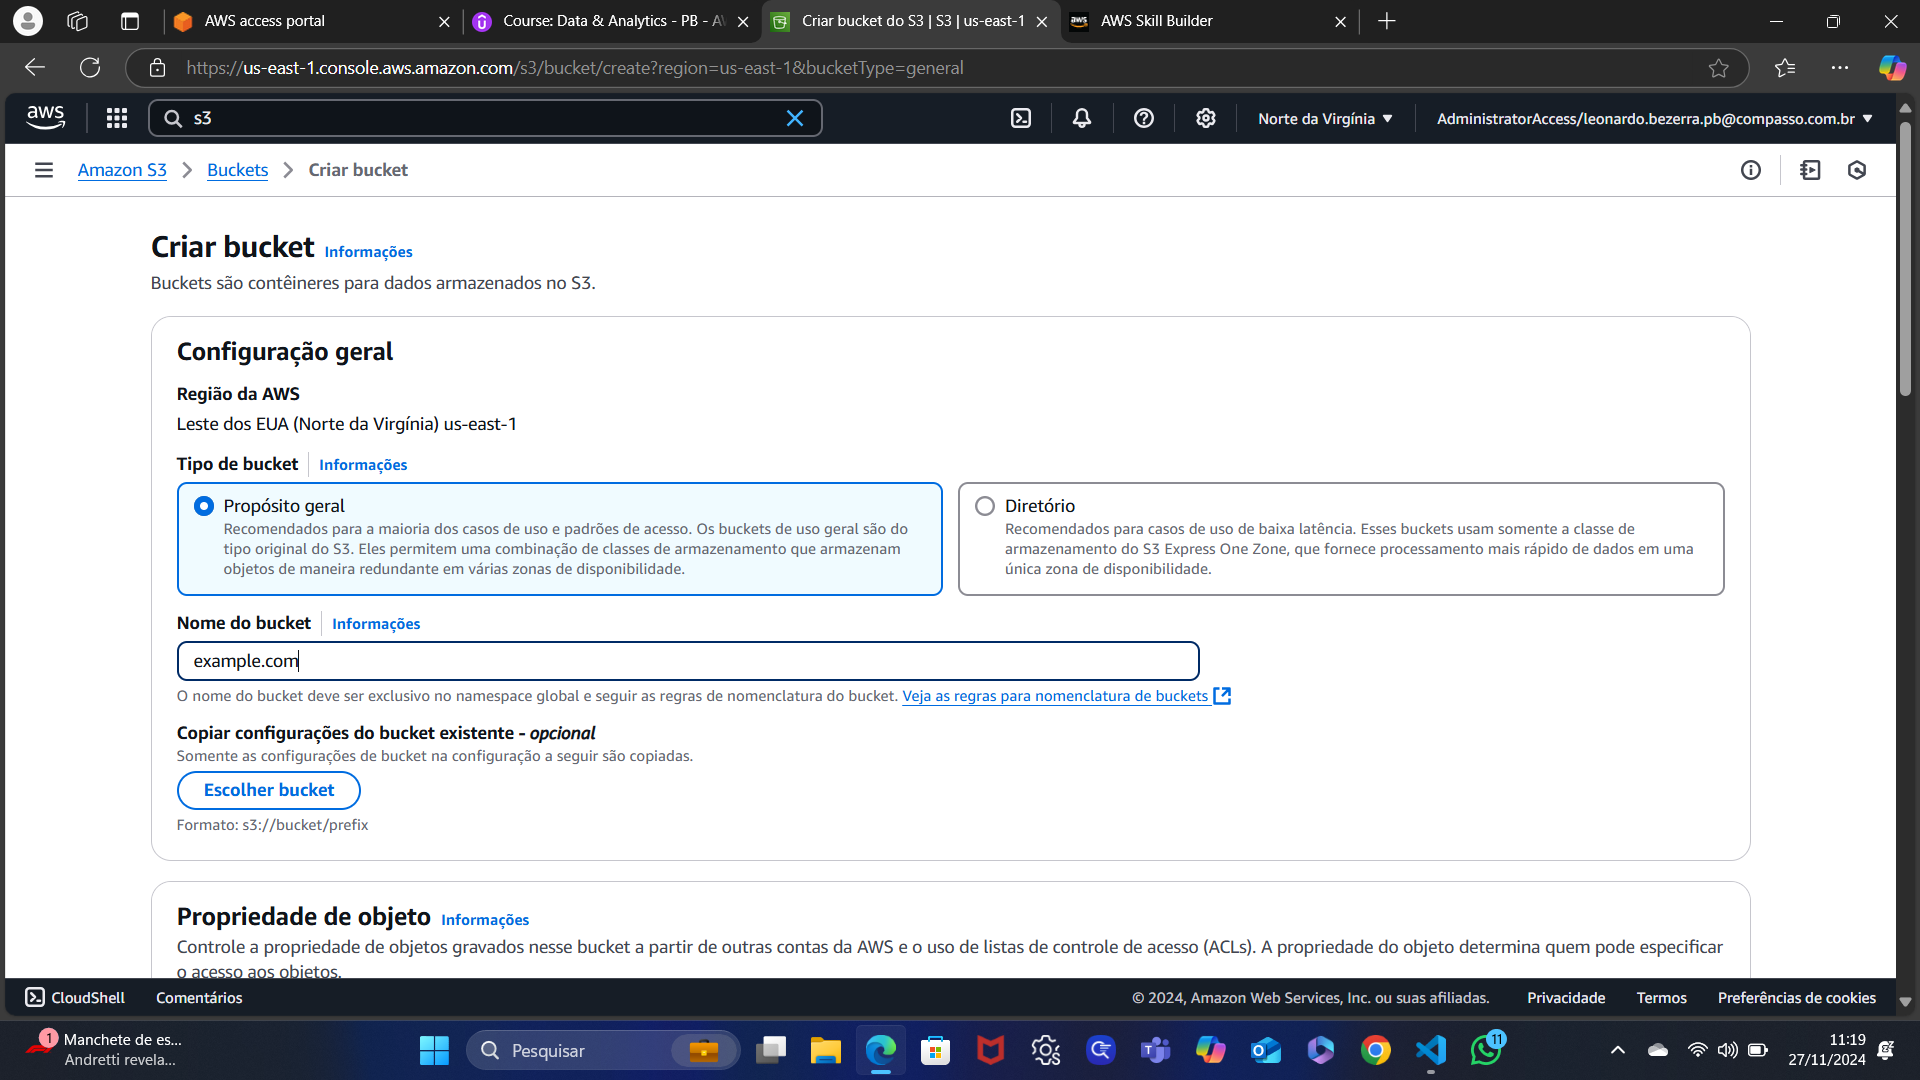 AWS access portal
Course: Data & Analytics - PB - AW
Criar bucket do S3 | S3 | us-east-1
AWS Skill Builder
https://us-east-1.console.aws.amazon.com/s3/bucket/create?region=us-east-1&bucketType=general
aws
s3
Norte da Virgínia
AdministratorAccess/leonardo.bezerra.pb@compasso.com.br
Amazon S3
Buckets
Criar bucket
Criar bucket Informações
Buckets são contêineres para dados armazenados no S3.
Configuração geral
Região da AWS
Leste dos EUA (Norte da Virgínia) us-east-1
Tipo de bucket Informações
Propósito geral
Recomendados para a maioria dos casos de uso e padrões de acesso. Os buckets de uso geral são do
tipo original do S3. Eles permitem uma combinação de classes de armazenamento que armazenam
objetos de maneira redundante em várias zonas de disponibilidade.
Diretório
Recomendados para casos de uso de baixa latência. Esses buckets usam somente a classe de
armazenamento do S3 Express One Zone, que fornece processamento mais rápido de dados em uma
única zona de disponibilidade.
Nome do bucket Informações
example.com
O nome do bucket deve ser exclusivo no namespace global e seguir as regras de nomenclatura do bucket. Veja as regras para nomenclatura de buckets
Copiar configurações do bucket existente - opcional
Somente as configurações de bucket na configuração a seguir são copiadas.
Escolher bucket
Formato: s3://bucket/prefix
Propriedade de objeto Informações
Controle a propriedade de objetos gravados nesse bucket a partir de outras contas da AWS e o uso de listas de controle de acesso (ACLs). A propriedade do objeto determina quem pode especificar
o acesso aos objetos.
CloudShell
Comentários
© 2024, Amazon Web Services, Inc. ou suas afiliadas.
Privacidade
Termos
Preferências de cookies
1
Manchete de es...
Andretti revela...
Pesquisar
11
11:19
27/11/2024